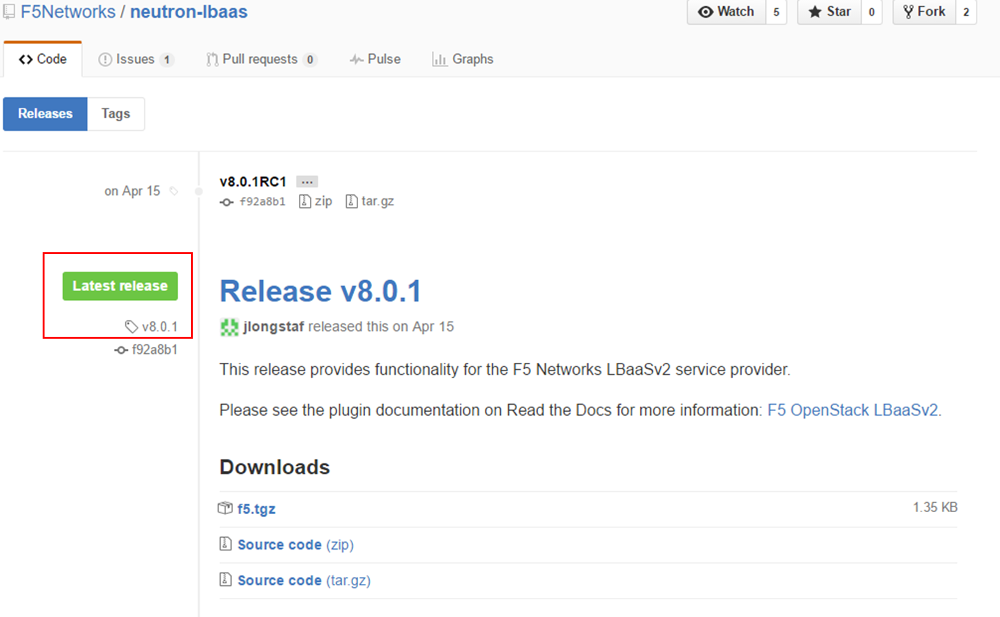 F5Networks / neutron-lbaas
Watch 5 Star 0 Fork 2
Code Issues 1 Pull requests 0 Pulse Graphs
Releases Tags
on Apr 15
v8.0.1RC1 ...
f92a8b1 zip tar.gz
Latest release
v8.0.1
f92a8b1
Release v8.0.1
jlongstaf released this on Apr 15
This release provides functionality for the F5 Networks LBaaSv2 service provider.
Please see the plugin documentation on Read the Docs for more information: F5 OpenStack LBaaSv2.
Downloads
f5.tgz 1.35 KB
Source code (zip)
Source code (tar.gz)